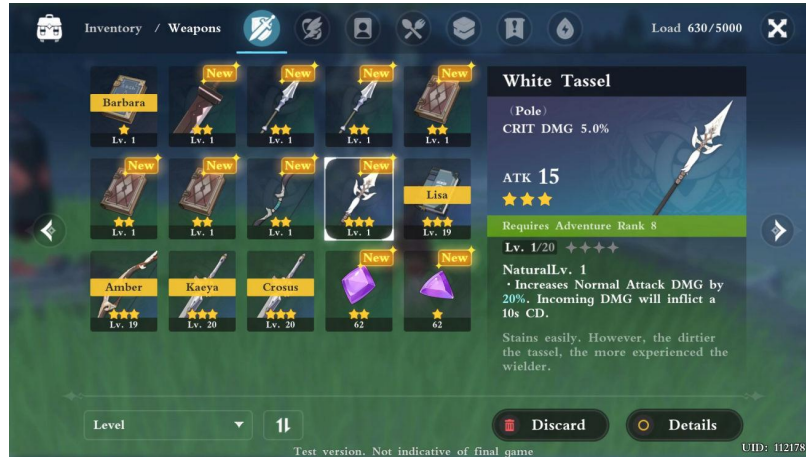 Inventory / Weapons
Load 630/5000
New New New New
Barbara
Lv. 1 Lv. 1 Lv. 1 Lv. 1 Lv. 1
New New New New
Lisa
Lv. 1 Lv. 1 Lv. 1 Lv. 1 Lv. 19
New New
Amber Kaeya Crosus
Lv. 19 Lv. 20 Lv. 20 62 62
White Tassel
(Pole)
CRIT DMG 5.0%
ATK 15
Requires Adventure Rank 8
Lv. 1/20
NaturalLv. 1
・Increases Normal Attack DMG by
20%. Incoming DMG will inflict a
10s CD.
Stains easily. However, the dirtier
the tassel, the more experienced the
wielder.
Level
Discard
Details
Test version. Not indicative of final game
UID: 112178